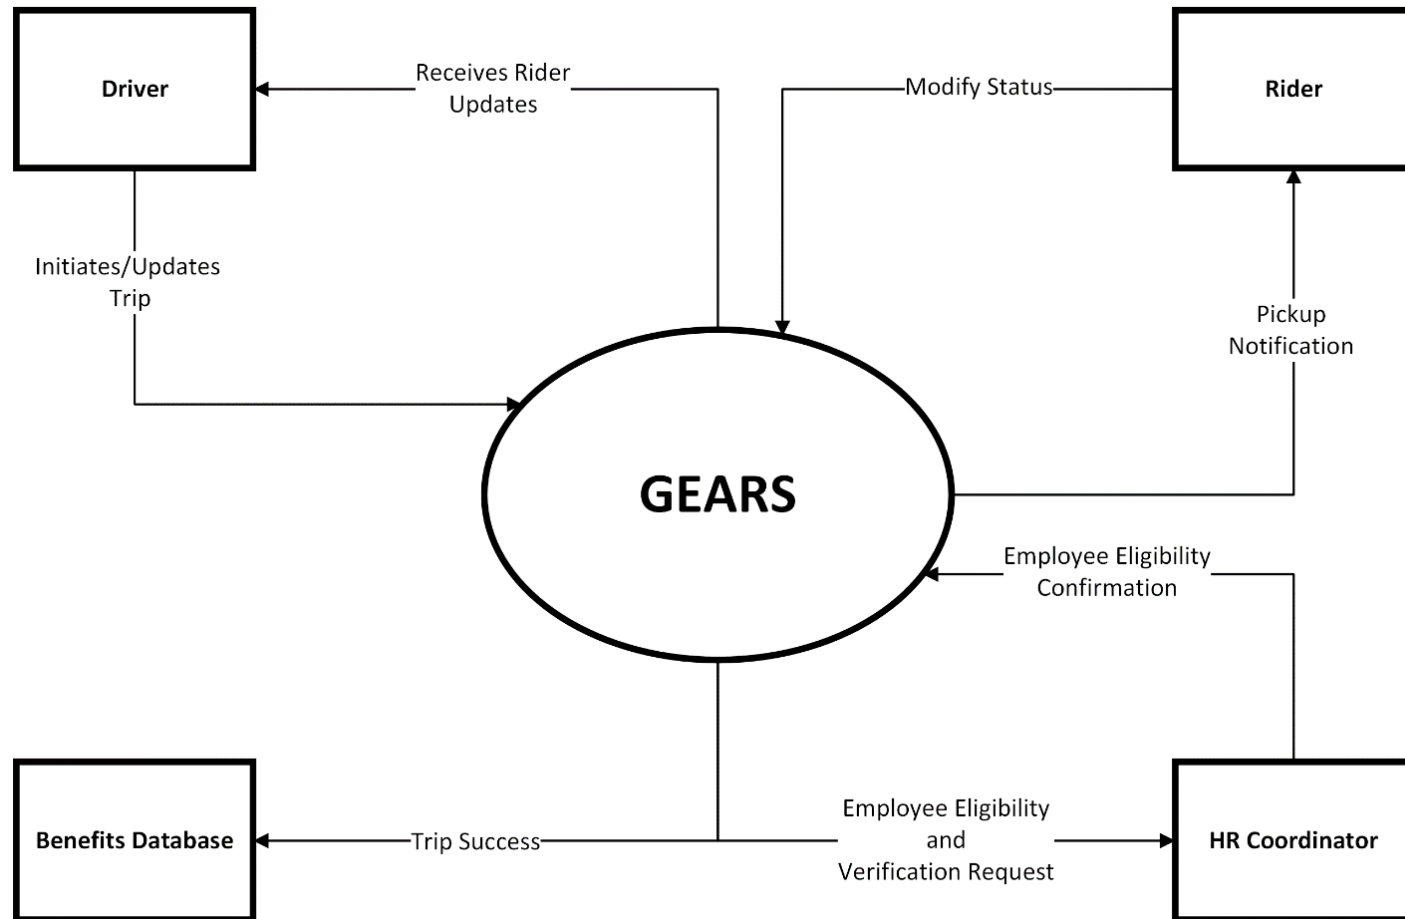 Driver
Receives Rider
Updates
Modify Status
Rider
Initiates/Updates
Trip
Pickup
Notification
GEARS
Employee Eligibility
Confirmation
Benefits Database
Trip Success
Employee Eligibility
and
Verification Request
HR Coordinator